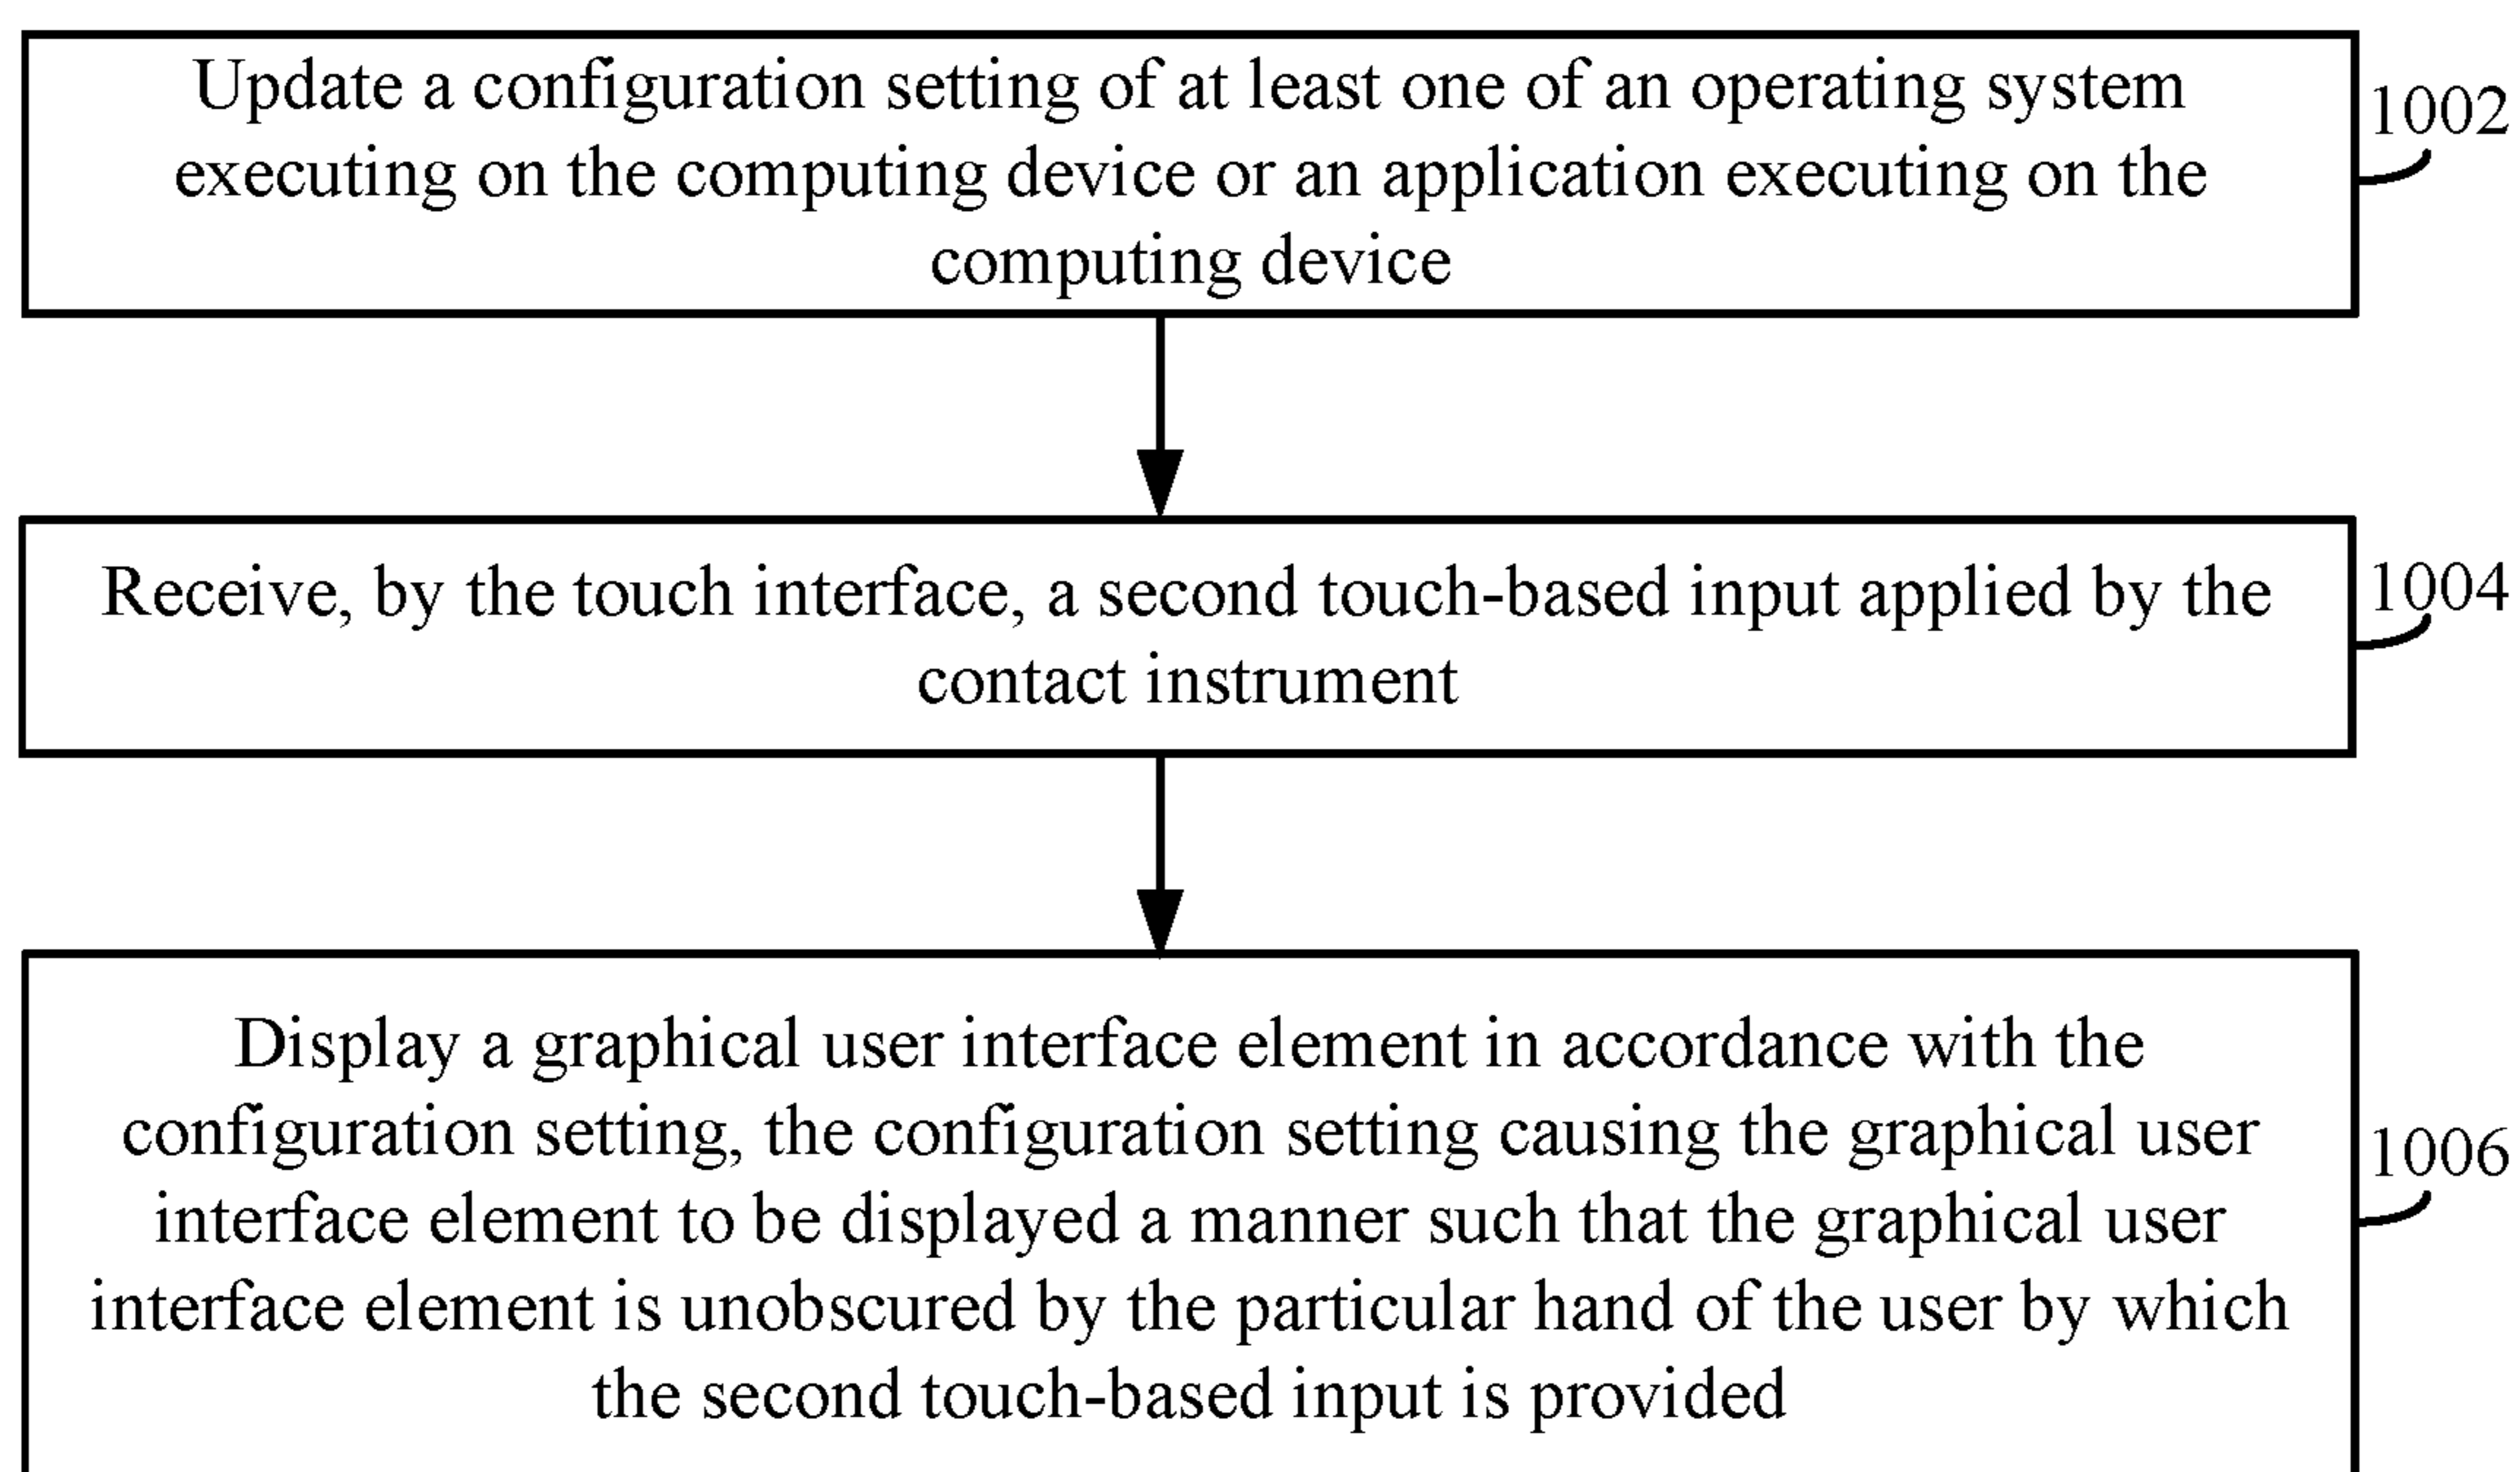 Update a configuration setting of at least one of an operating system
executing on the computing device or an application executing on the
computing device
1002
Receive, by the touch interface, a second touch-based input applied by the
contact instrument
1004
Display a graphical user interface element in accordance with the
configuration setting, the configuration setting causing the graphical user
interface element to be displayed a manner such that the graphical user
interface element is unobscured by the particular hand of the user by which
the second touch-based input is provided
1006